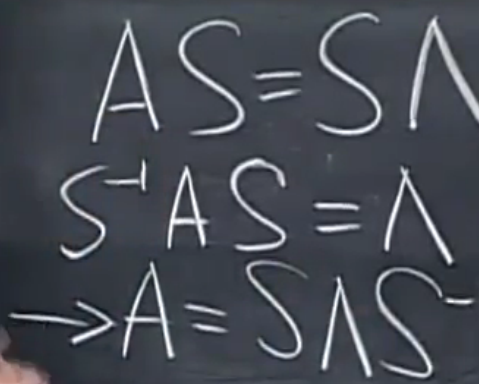 AS = SΛ
S⁻¹AS = Λ
→ A = SΛS⁻